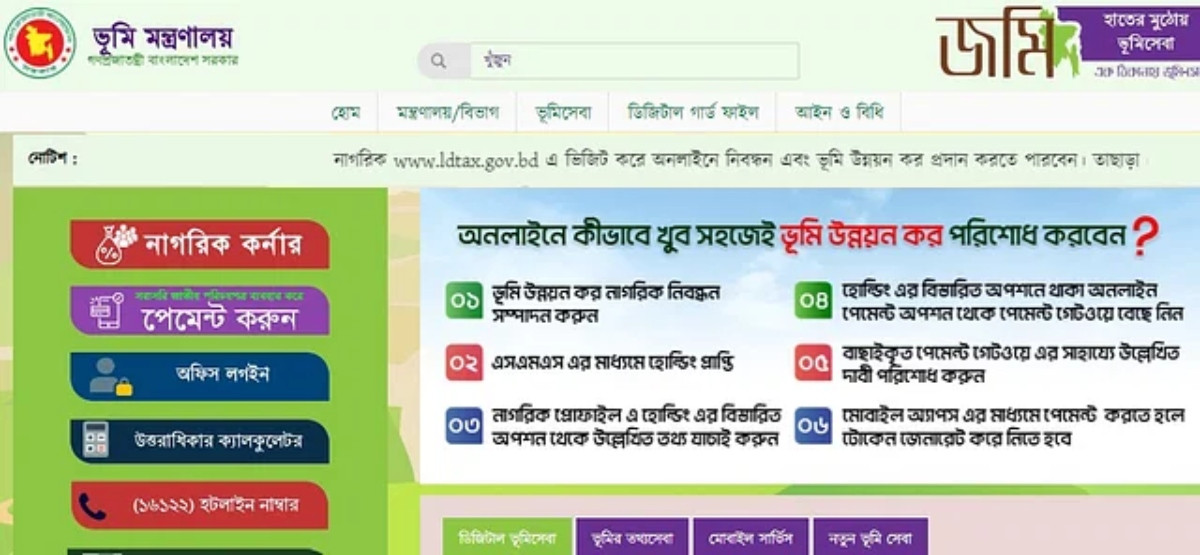 ভূমি মন্ত্রণালয়
গণপ্রজাতন্ত্রী বাংলাদেশ সরকার
খুঁজুন
জমি
হাতের মুঠোয়
ভূমিসেবা
এক ঠিকানায়
হোম
মন্ত্রণালয়/বিভাগ
ভূমিসেবা
ডিজিটাল গার্ড ফাইল
আইন ও বিধি
নোটিশ :
নাগরিক www.ldtax.gov.bd এ ভিজিট করে অনলাইনে নিবন্ধন এবং ভূমি উন্নয়ন কর প্রদান করতে পারবেন। তাছাড়া
নাগরিক কর্নার
সরাসরি জাতীয় পরিচয়পত্র ব্যবহার করে
পেমেন্ট করুন
অফিস লগইন
উত্তরাধিকার ক্যালকুলেটর
(১৬১২২) হটলাইন নাম্বার
অনলাইনে কীভাবে খুব সহজেই ভূমি উন্নয়ন কর পরিশোধ করবেন ?
০১ ভূমি উন্নয়ন কর নাগরিক নিবন্ধন
সম্পাদন করুন
০২ এসএমএস এর মাধ্যমে হোল্ডিং প্রাপ্তি
০৩ নাগরিক প্রোফাইল এ হোল্ডিং এর বিস্তারিত
অপশন থেকে উল্লেখিত তথ্য যাচাই করুন
০৪ হোল্ডিং এর বিস্তারিত অপশনে থাকা অনলাইন
পেমেন্ট অপশন থেকে পেমেন্ট গেটওয়ে বেছে নিন
০৫ বাছাইকৃত পেমেন্ট গেটওয়ে এর সাহায্যে উল্লেখিত
দাবী পরিশোধ করুন
০৬ মোবাইল অ্যাপস এর মাধ্যমে পেমেন্ট করতে হলে
টোকেন জেনারেট করে নিতে হবে
ডিজিটাল ভূমিসেবা
ভূমির তথ্যসেবা
মোবাইল সার্ভিস
নতুন ভূমি সেবা